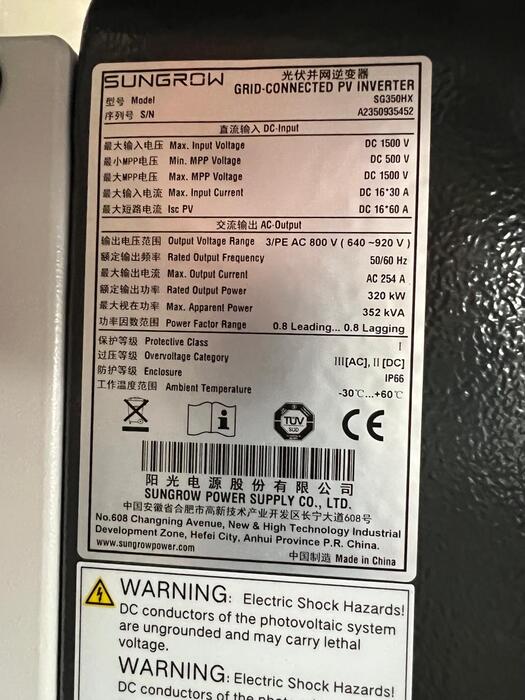 SUNGROW
光伏并网逆变器
GRID-CONNECTED PV INVERTER
型号 Model SG350HX
序列号 S/N A2350935452
直流输入 DC-Input
最大输入电压 Max. Input Voltage DC 1500 V
最小MPP电压 Min. MPP Voltage DC 500 V
最大MPP电压 Max. MPP Voltage DC 1500 V
最大输入电流 Max. Input Current DC 16*30 A
最大短路电流 Isc PV DC 16*60 A
交流输出 AC-Output
输出电压范围 Output Voltage Range 3/PE AC 800 V ( 640 ~920 V )
额定输出频率 Rated Output Frequency 50/60 Hz
最大输出电流 Max. Output Current AC 254 A
额定输出功率 Rated Output Power 320 kW
最大视在功率 Max. Apparent Power 352 kVA
功率因数范围 Power Factor Range 0.8 Leading... 0.8 Lagging
保护等级 Protective Class I
过压等级 Overvoltage Category III[AC], II [DC]
防护等级 Enclosure IP66
工作温度范围 Ambient Temperature -30℃...+60℃
TÜV
SÜD
CE
阳光电源股份有限公司
SUNGROW POWER SUPPLY CO., LTD.
中国安徽省合肥市高新技术产业开发区长宁大道608号
No.608 Changning Avenue, New & High Technology Industrial
Development Zone, Hefei City, Anhui Province P.R. China.
www.sungrowpower.com 中国制造 Made in China
WARNING: Electric Shock Hazards!
DC conductors of the photovoltaic system
are ungrounded and may carry lethal
voltage.
WARNING: Electric Shock Hazards!
DC conductors of the photovoltaic